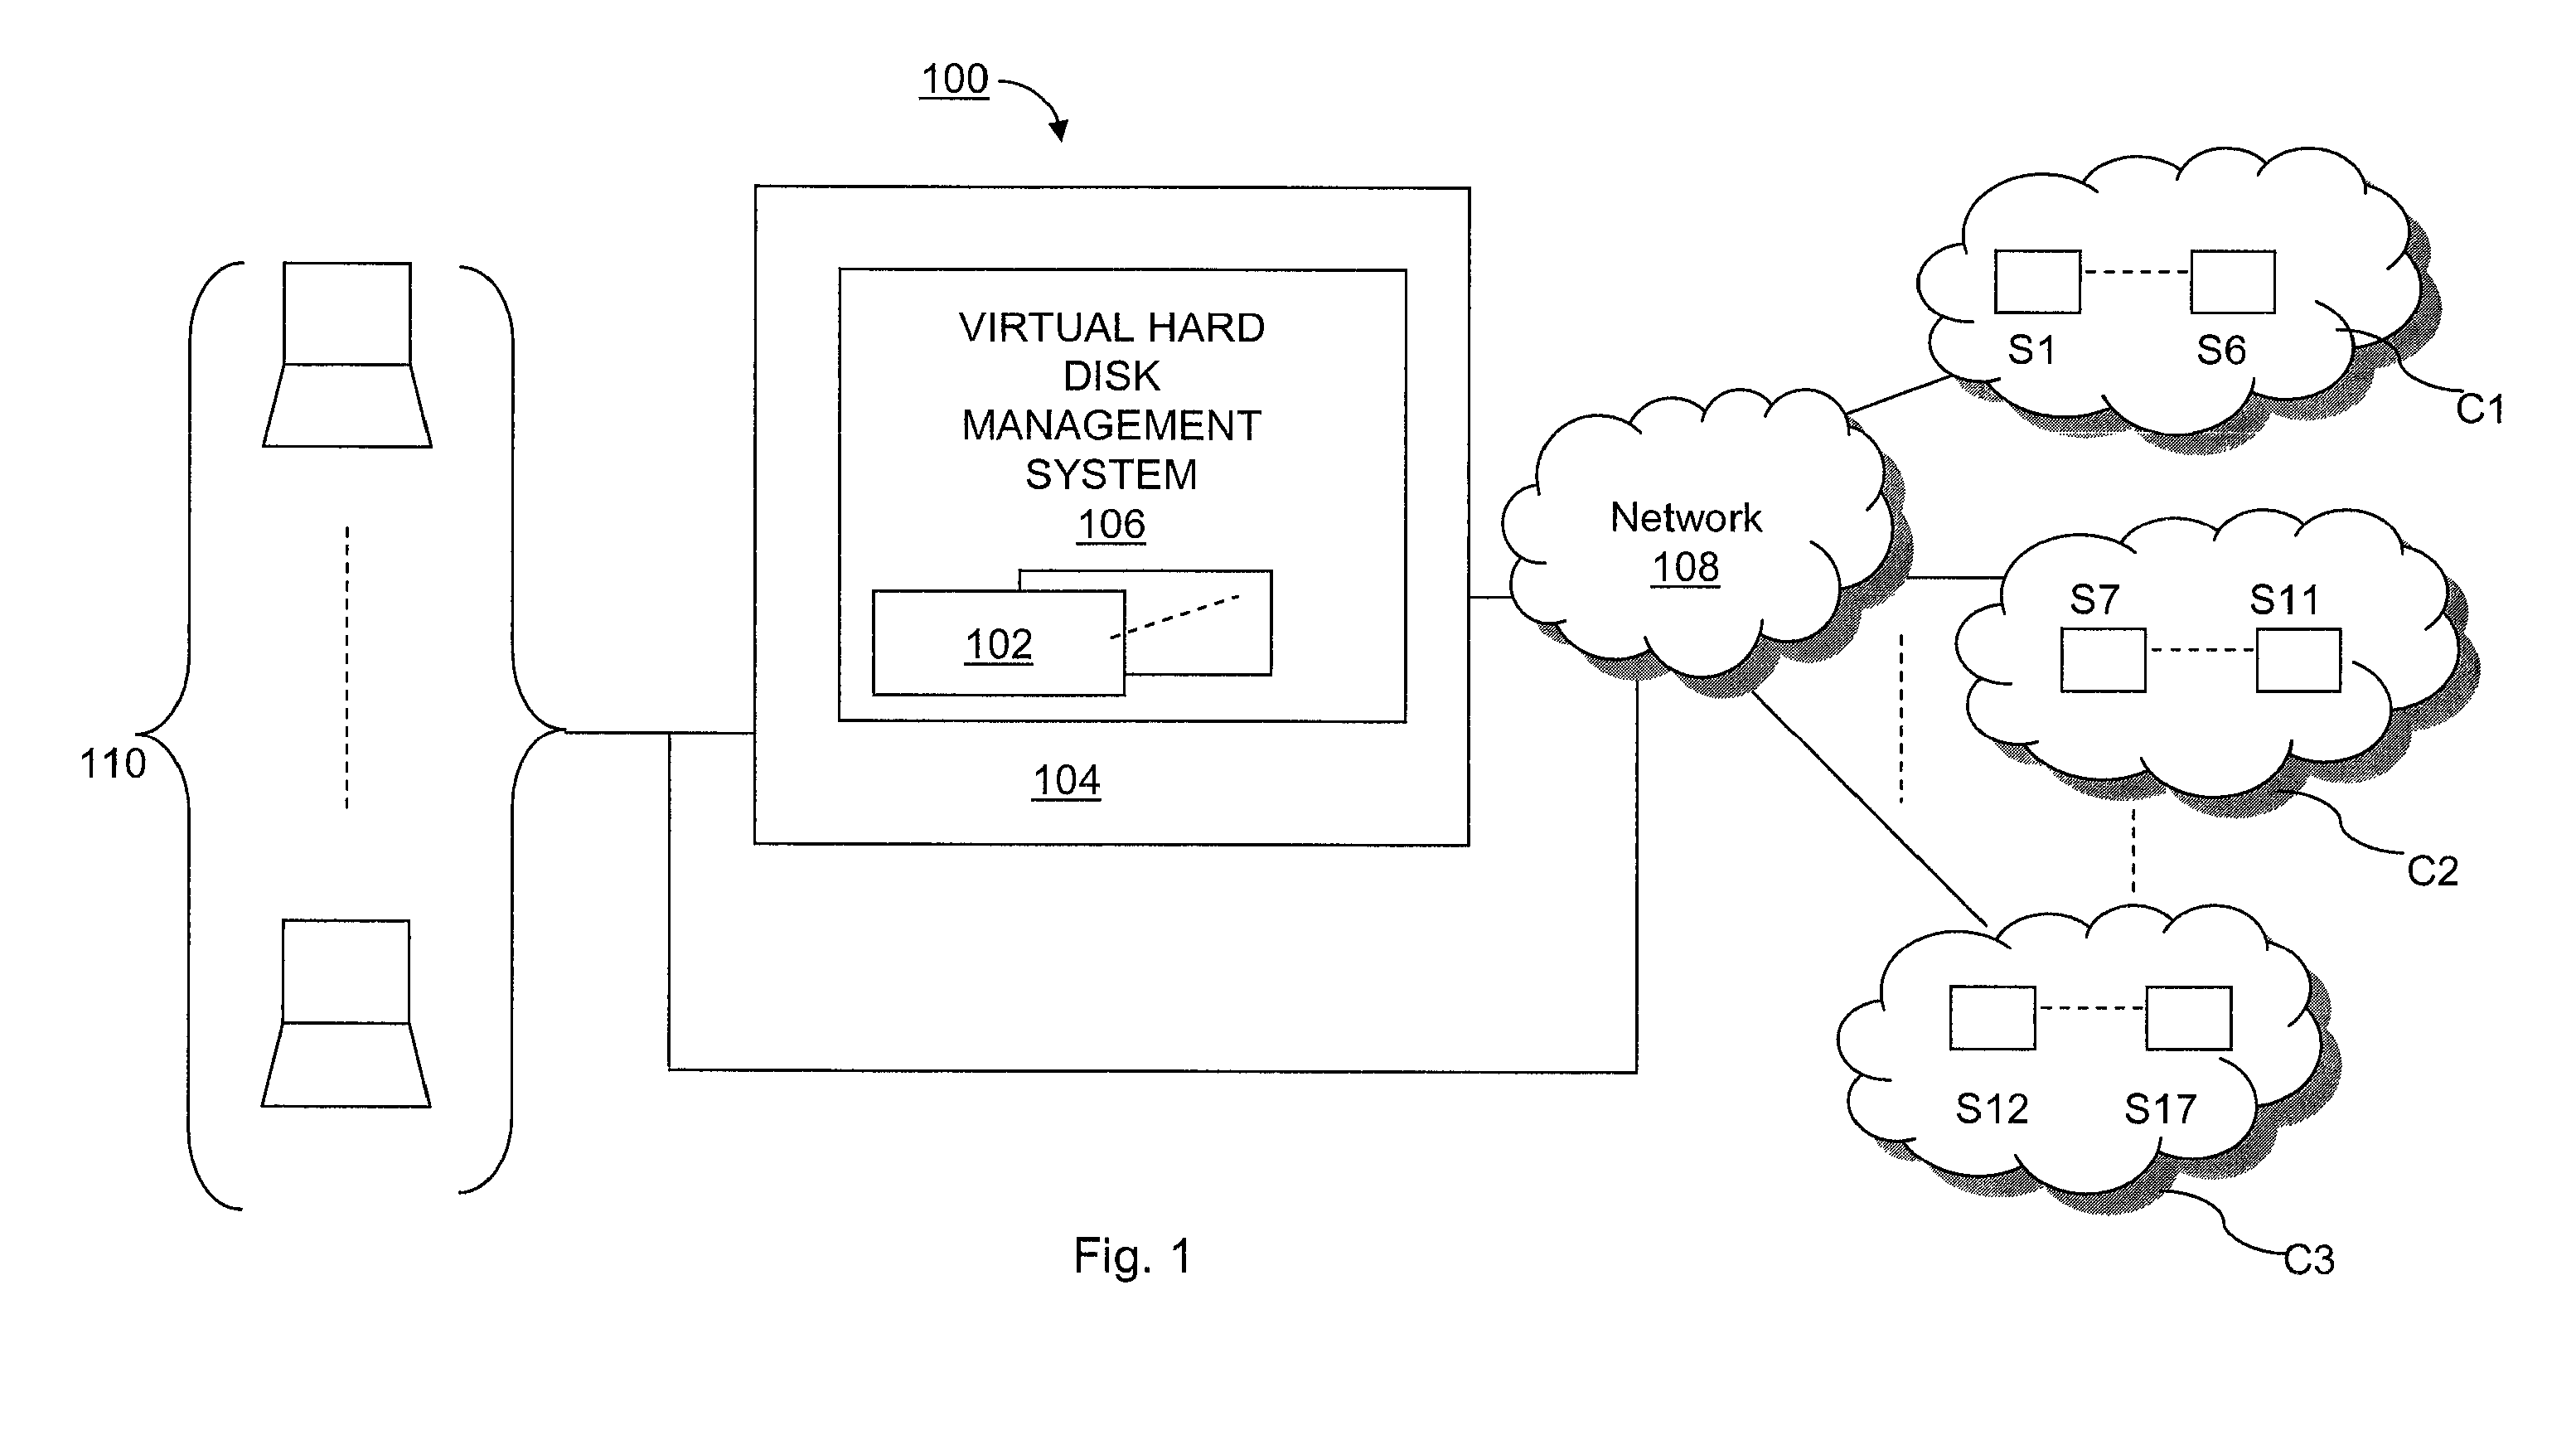 100
VIRTUAL HARD
DISK
MANAGEMENT
SYSTEM
106
102
104
110
Network
108
S1
S6
C1
S7
S11
C2
S12
S17
C3
Fig. 1